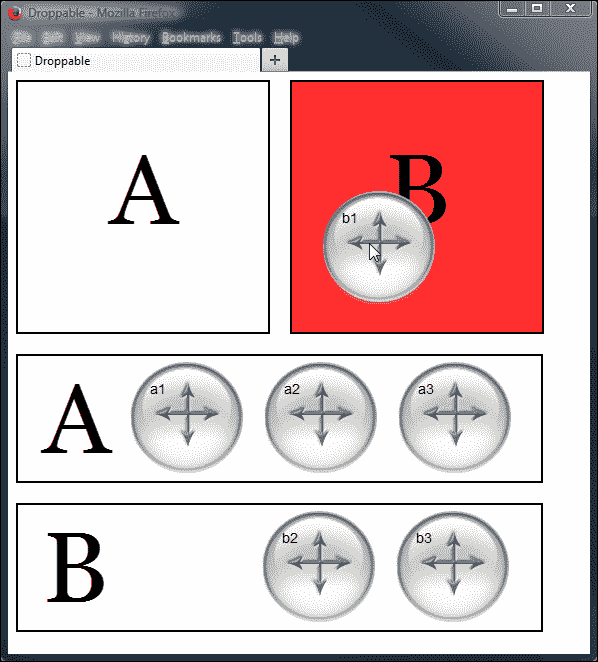 Droppable - Mozilla Firefox
File Edit View History Bookmarks Tools Help
Droppable
A B
b1
A a1 a2 a3
B b2 b3